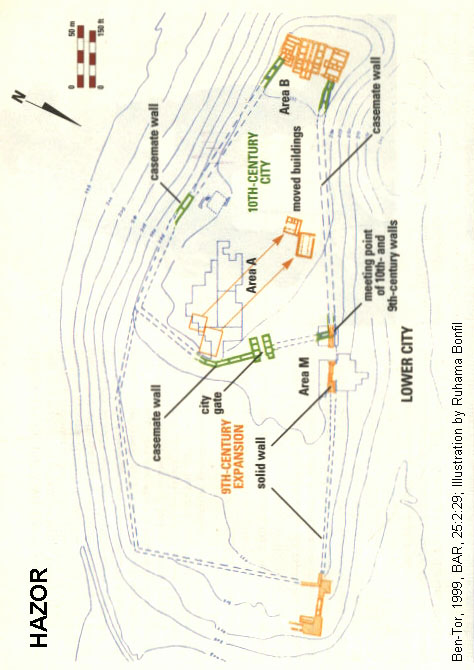 HAZOR
N
50 m
150 ft
casemate wall
Area B
10TH-CENTURY
CITY
moved buildings
casemate wall
Area A
meeting point
of 10th- and
9th-century walls
casemate wall
city
gate
Area M
LOWER CITY
9TH-CENTURY
EXPANSION
solid wall
Ben-Tor, 1999, BAR, 25:2:29; Illustration by Ruhama Bonfil